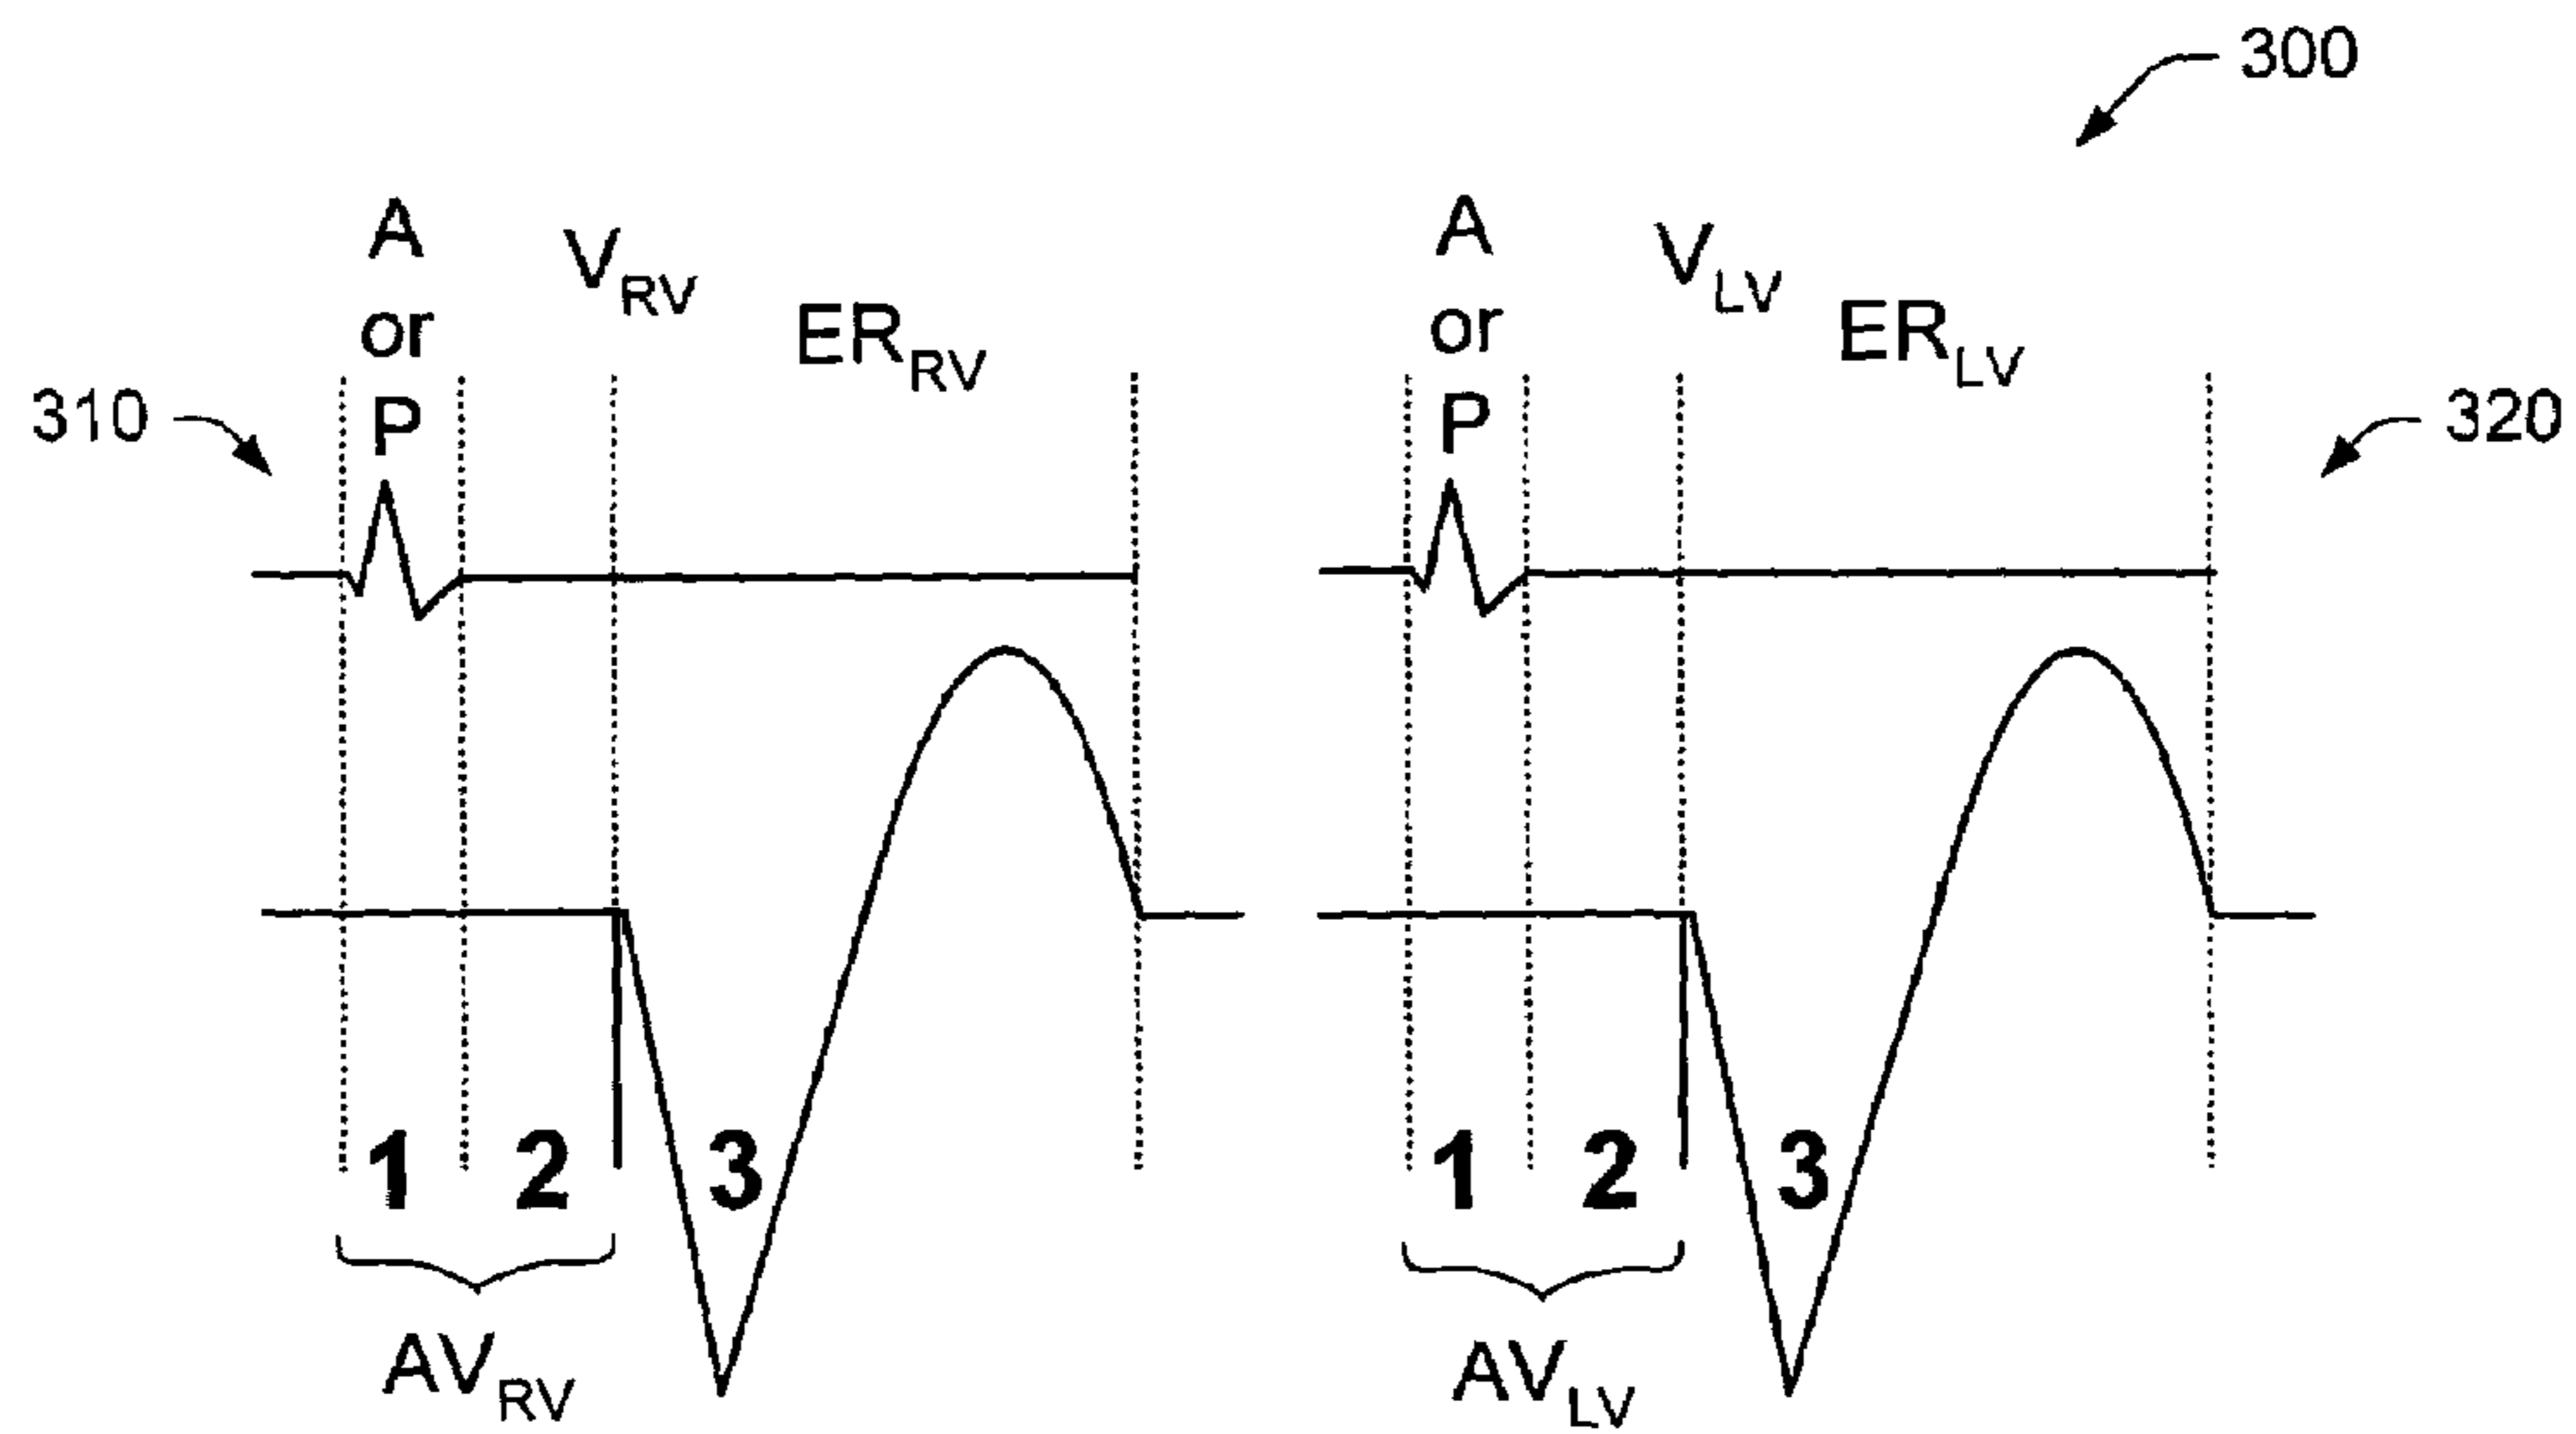 300
A
or
P
V_RV
ER_RV
310
A
or
P
V_LV
ER_LV
320
1 2 3
AV_RV
1 2 3
AV_LV